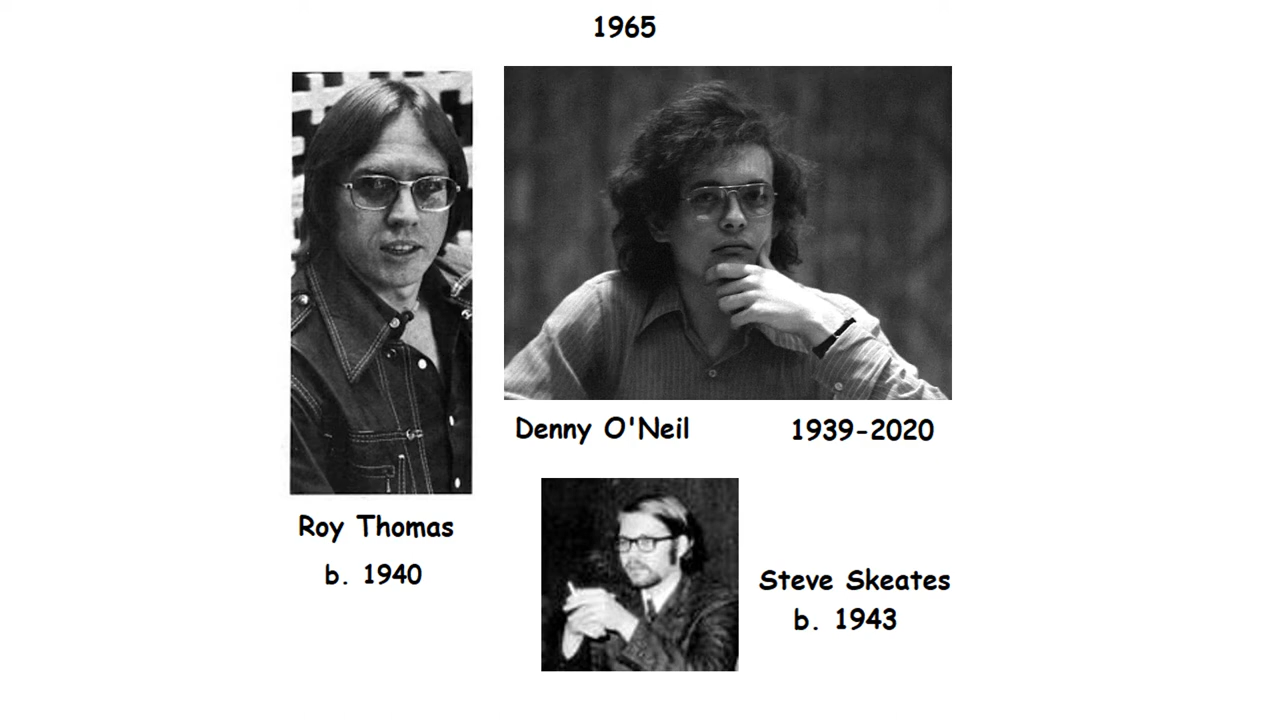 1965
Denny O'Neil
1939-2020
Roy Thomas
b. 1940
Steve Skeates
b. 1943